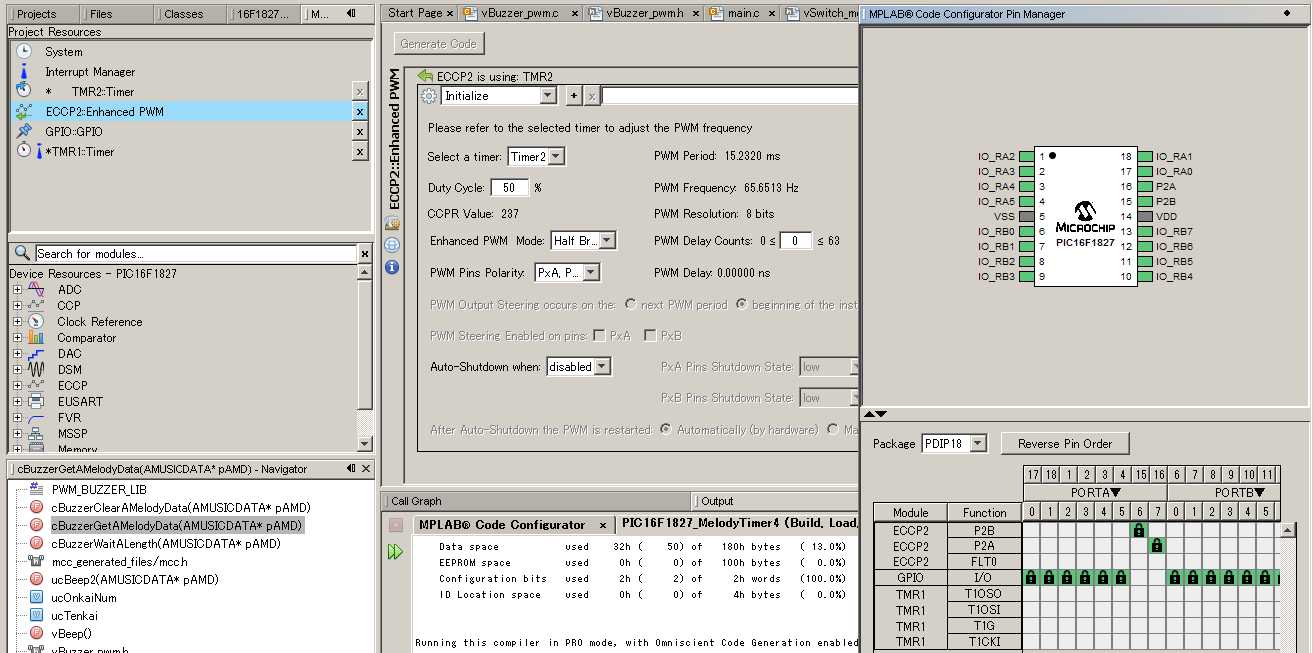 Projects Files Classes 16F1827... M...
Project Resources
System
Interrupt Manager
* TMR2::Timer x
ECCP2::Enhanced PWM x
GPIO::GPIO x
*TMR1::Timer x
Search for modules... x
Device Resources - PIC16F1827
ADC
CCP
Clock Reference
Comparator
DAC
DSM
ECCP
EUSART
FVR
MSSP
Memory
cBuzzerGetAMelodyData(AMUSICDATA* pAMD) - Navigator
PWM_BUZZER_LIB
cBuzzerClearAMelodyData(AMUSICDATA* pAMD)
cBuzzerGetAMelodyData(AMUSICDATA* pAMD)
cBuzzerWaitALength(AMUSICDATA* pAMD)
mcc_generated_files/mcc.h
ucBeep2(AMUSICDATA* pAMD)
ucOnkaiNum
ucTenkai
vBeep()
vBuzzer_pwm.h
Start Page x vBuzzer_pwm.c x vBuzzer_pwm.h x main.c x vSwitch_m
Generate Code
ECCP2::Enhanced PWM
ECCP2 is using: TMR2
Initialize + x
Please refer to the selected timer to adjust the PWM frequency
Select a timer: Timer2 PWM Period: 15.2320 ms
Duty Cycle: 50 % PWM Frequency: 65.6513 Hz
CCPR Value: 237 PWM Resolution: 8 bits
Enhanced PWM Mode: Half Br... PWM Delay Counts: 0 ≤ 0 ≤ 63
PWM Pins Polarity: PxA, P... PWM Delay: 0.00000 ns
PWM Output Steering occurs on the: next PWM period beginning of the inst
PWM Steering Enabled on pins: PxA PxB
Auto-Shutdown when: disabled PxA Pins Shutdown State: low
PxB Pins Shutdown State: low
After Auto-Shutdown the PWM is restarted: Automatically (by hardware) Ma
Call Graph Output
MPLAB® Code Configurator x PIC16F1827_MelodyTimer4 (Build, Load,
Data space used 32h ( 50) of 180h bytes ( 13.0%)
EEPROM space used 0h ( 0) of 100h bytes ( 0.0%)
Configuration bits used 2h ( 2) of 2h words (100.0%)
ID Location space used 0h ( 0) of 4h bytes ( 0.0%)
Running this compiler in PRO mode, with Omniscient Code Generation enabled
MPLAB® Code Configurator Pin Manager
IO_RA2 1 18 IO_RA1
IO_RA3 2 17 IO_RA0
IO_RA4 3 16 P2A
IO_RA5 4 15 P2B
VSS 5 14 VDD
IO_RB0 6 13 IO_RB7
IO_RB1 7 12 IO_RB6
IO_RB2 8 11 IO_RB5
IO_RB3 9 10 IO_RB4
MICROCHIP
PIC16F1827
Package PDIP18 Reverse Pin Order
17 18 1 2 3 4 15 16 6 7 8 9 10 11
PORTA▼ PORTB▼
Module Function 0 1 2 3 4 5 6 7 0 1 2 3 4 5
ECCP2 P2B
ECCP2 P2A
ECCP2 FLT0
GPIO I/O
TMR1 T1OSO
TMR1 T1OSI
TMR1 T1G
TMR1 T1CKI